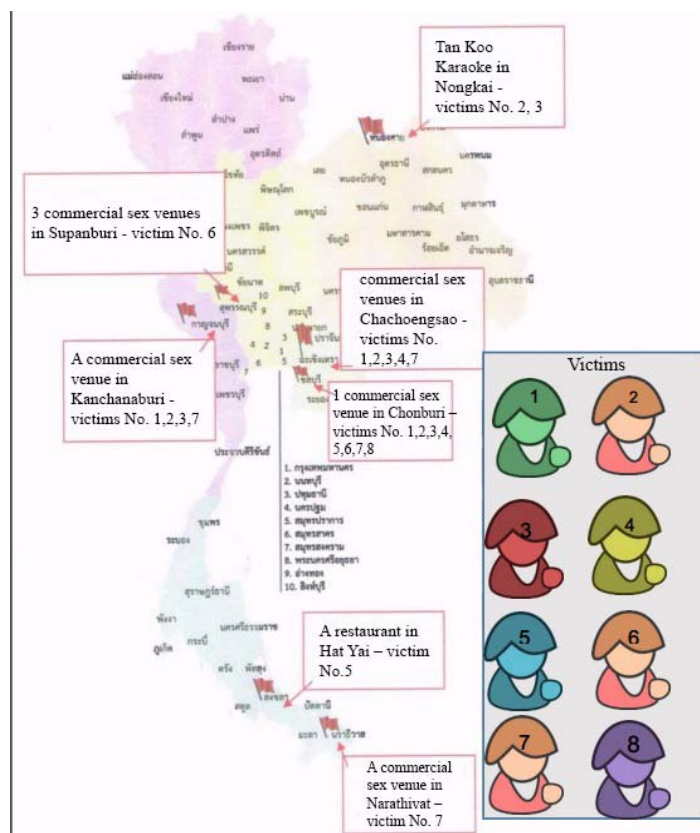 Tan Koo
Karaoke in
Nongkai -
victims No. 2, 3
3 commercial sex venues
in Supanburi - victim No. 6
commercial sex
venues in
Chachoengsao -
victims No.
1,2,3,4,7
A commercial sex
venue in
Kanchanaburi -
victims No. 1,2,3,7
1 commercial sex
venue in Chonburi –
victims No. 1,2,3,4,
5,6,7,8
A restaurant in
Hat Yai – victim
No.5
A commercial
sex venue in
Narathivat –
victim No. 7
Victims
1
2
3
4
5
6
7
8
เชียงราย
แม่ฮ่องสอน
พะเยา
เชียงใหม่
น่าน
ลำปาง
ลำพูน
แพร่
อุตรดิตถ์
หนองคาย
เลย
อุดรธานี
นครพนม
หนองบัวลำภู
สกลนคร
พิษณุโลก
เพชรบูรณ์
ขอนแก่น
กาฬสินธุ์
มุกดาหาร
พิจิตร
ชัยภูมิ
มหาสารคาม
ร้อยเอ็ด
ยโสธร
อำนาจเจริญ
นครสวรรค์
อุบลราชธานี
ชัยนาท
ลพบุรี
สุพรรณบุรี
สระบุรี
กาญจนบุรี
ฉะเชิงเทรา
ชลบุรี
เพชรบุรี
ประจวบคีรีขันธ์
1. กรุงเทพมหานคร
2. นนทบุรี
3. ปทุมธานี
4. นครปฐม
5. สมุทรปราการ
6. สมุทรสาคร
7. สมุทรสงคราม
8. พระนครศรีอยุธยา
9. อ่างทอง
10. สิงห์บุรี
ชุมพร
ระนอง
สุราษฎร์ธานี
พังงา
นครศรีธรรมราช
ภูเก็ต
กระบี่
ตรัง
พัทลุง
สงขลา
สตูล
ปัตตานี
ยะลา
นราธิวาส